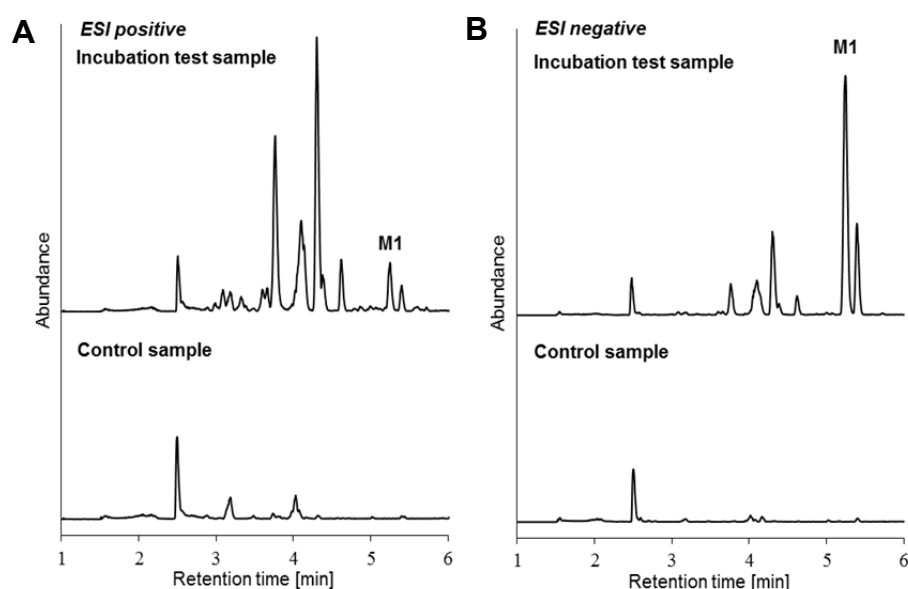 A
ESI positive
Incubation test sample
M1
Abundance
Control sample
1 2 3 4 5 6
Retention time [min]
B
ESI negative
M1
Incubation test sample
Abundance
Control sample
1 2 3 4 5 6
Retention time [min]